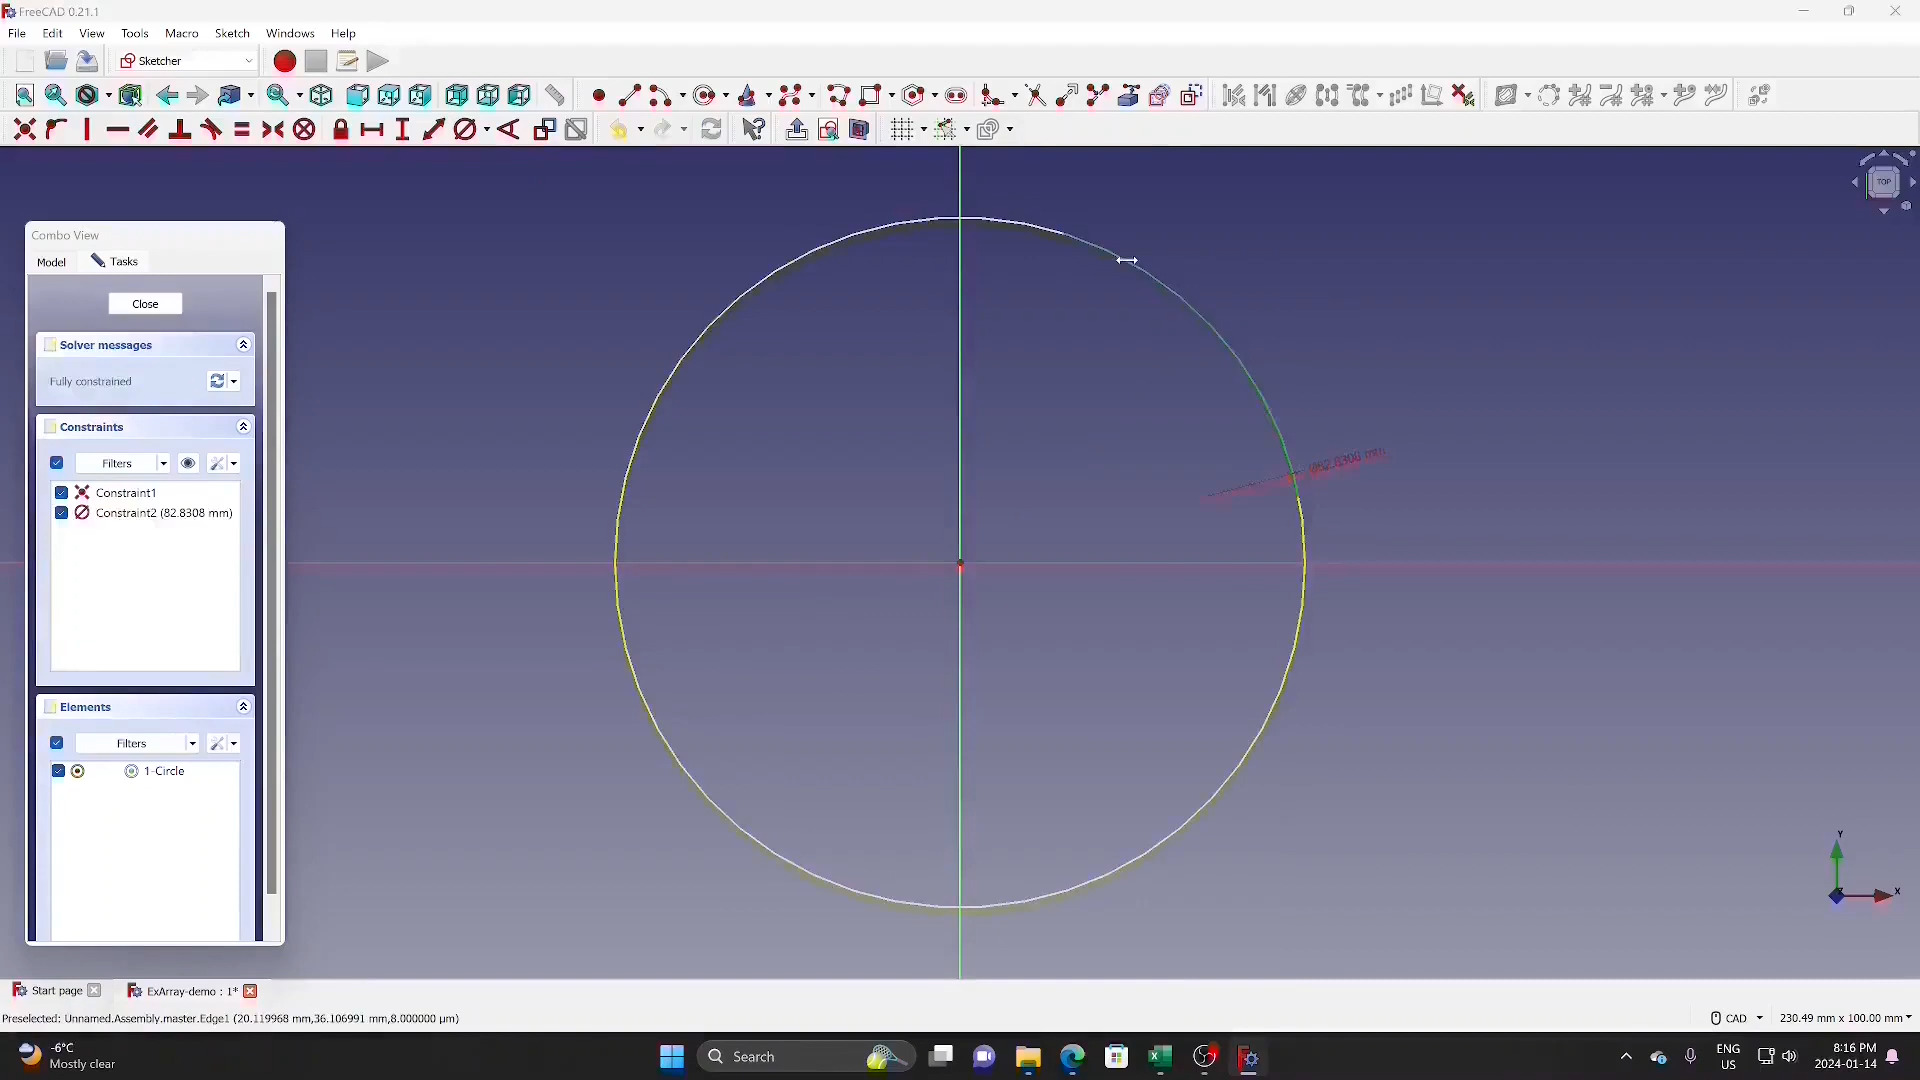 FreeCAD 0.21.1
File Edit View Tools Macro Sketch Windows Help
Sketcher
TOP
Combo View
Model Tasks
Close
Solver messages
Fully constrained
Constraints
Filters
Constraint1
Constraint2 (82.8308 mm)
Elements
Filters
1-Circle
Y
X
Start page ExArray-demo : 1*
Preselected: Unnamed.Assembly.master.Edge1 (20.119968 mm,36.106991 mm,8.000000 μm)
CAD 230.49 mm x 100.00 mm
-6°C
Mostly clear
Search
ENG
US
8:16 PM
2024-01-14